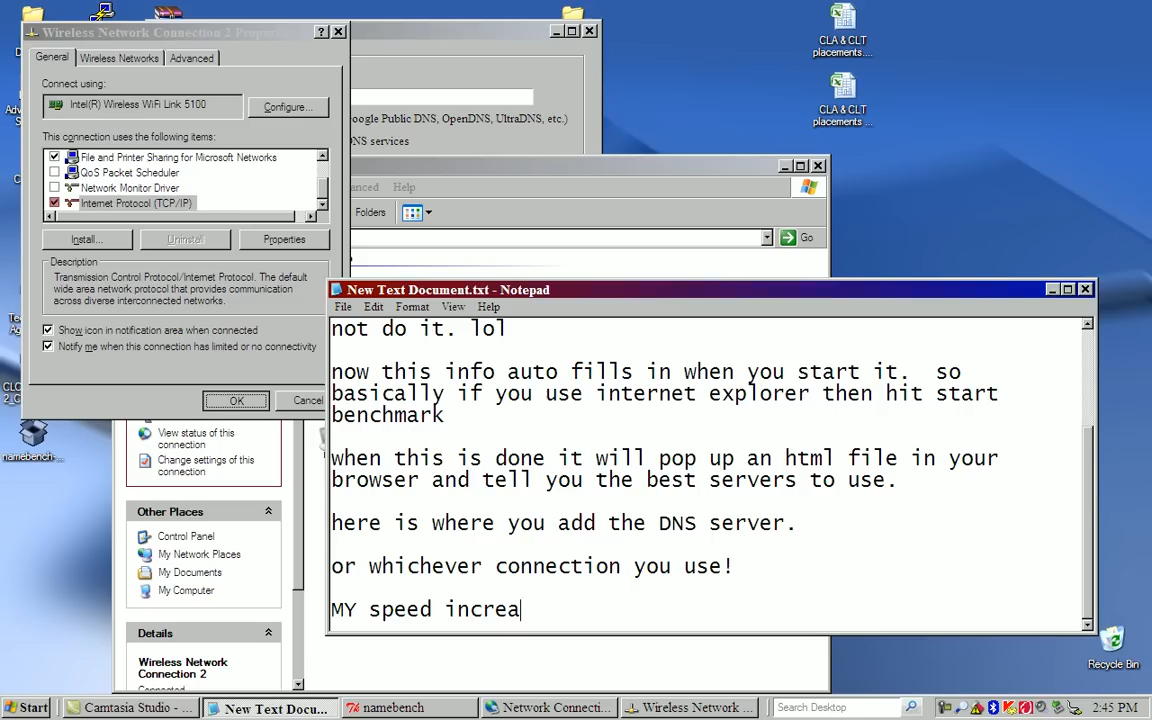 Wireless Network Connection 2 Properties
General
Wireless Networks
Advanced
Connect using:
Intel(R) Wireless WiFi Link 5100
Configure...
This connection uses the following items:
File and Printer Sharing for Microsoft Networks
QoS Packet Scheduler
Network Monitor Driver
Internet Protocol (TCP/IP)
Install...
Uninstall
Properties
Description
Transmission Control Protocol/Internet Protocol. The default
wide area network protocol that provides communication
across diverse interconnected networks.
Show icon in notification area when connected
Notify me when this connection has limited or no connectivity
OK
Cancel
oogle Public DNS, OpenDNS, UltraDNS, etc.)
DNS services
anced
Help
Folders
Go
CLA & CLT
placements ...
CLA & CLT
placements ...
New Text Document.txt - Notepad
File Edit Format View Help
not do it. lol
now this info auto fills in when you start it. so
basically if you use internet explorer then hit start
benchmark
when this is done it will pop up an html file in your
browser and tell you the best servers to use.
here is where you add the DNS server.
or whichever connection you use!
MY speed increa
namebench-...
View status of this
connection
Change settings of this
connection
Other Places
Control Panel
My Network Places
My Documents
My Computer
Details
Wireless Network
Connection 2
Connected
Recycle Bin
Start
Camtasia Studio - ...
New Text Docu...
namebench
Network Connecti...
Wireless Network ...
Search Desktop
2:45 PM